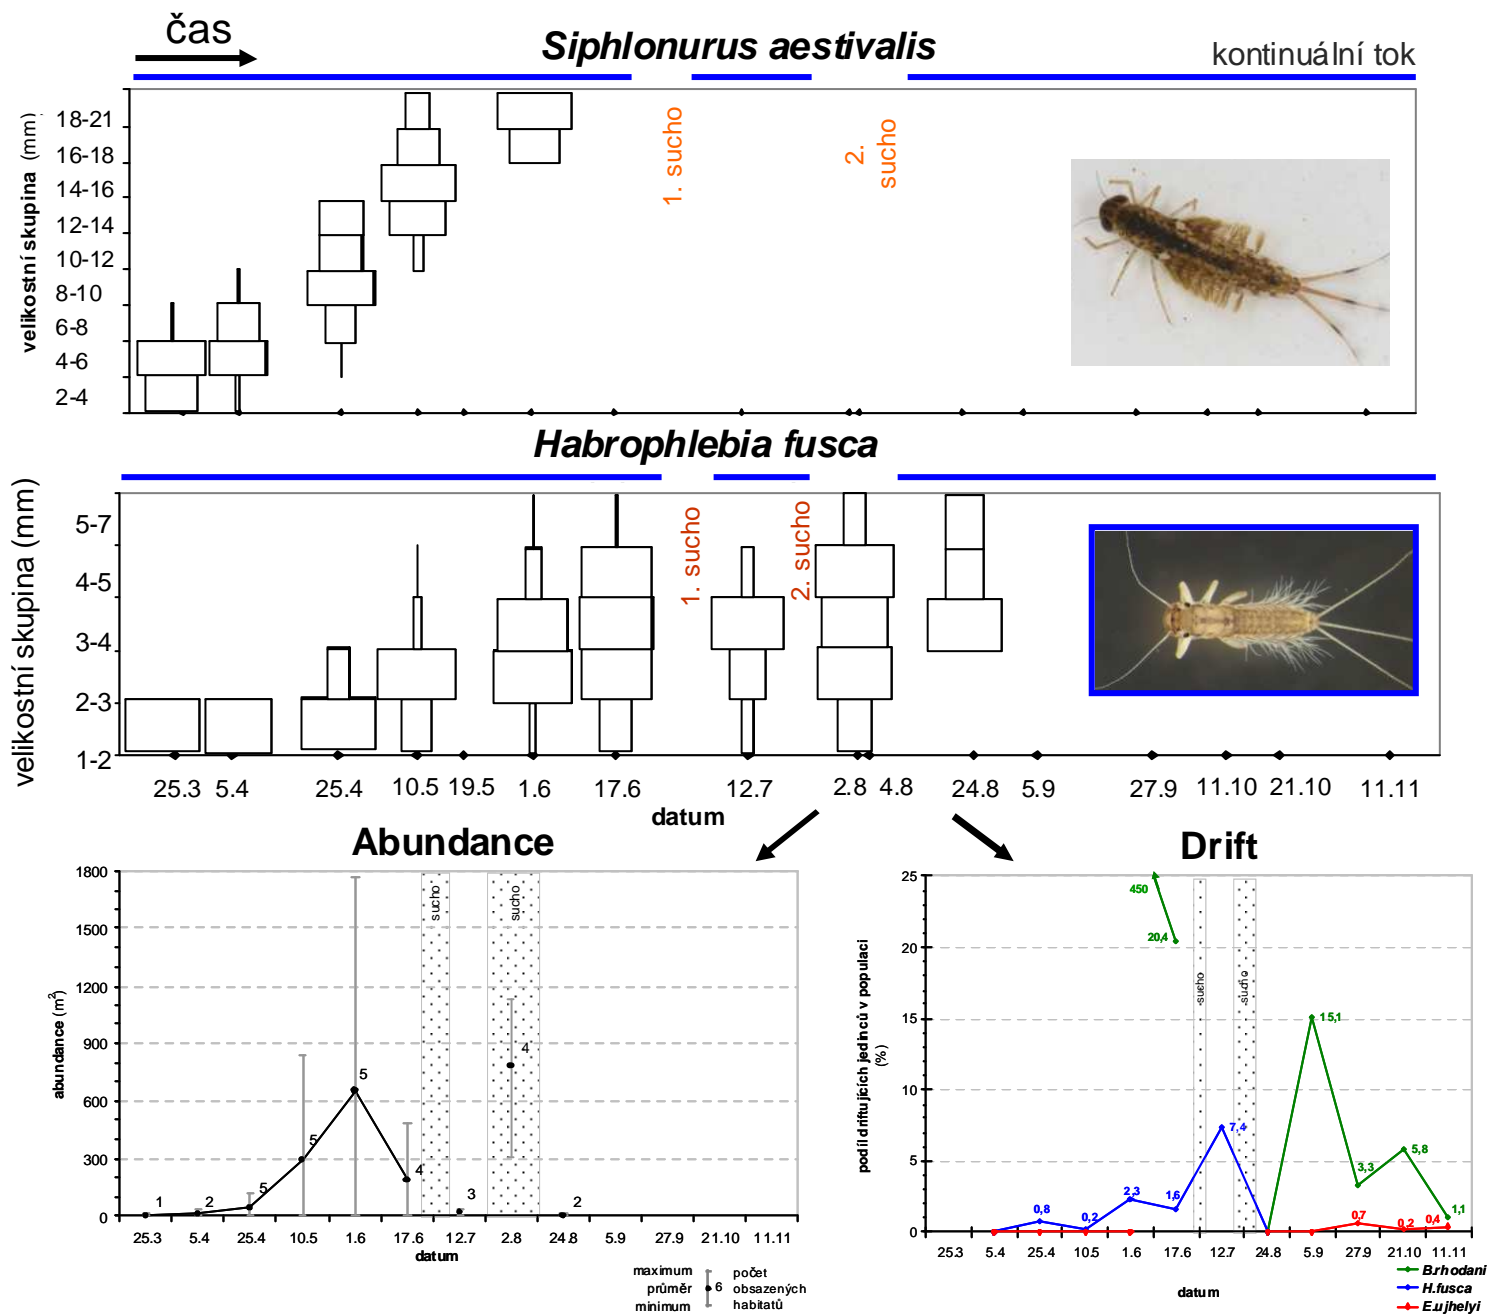 čas
Siphlonurus aestivalis
kontinuální tok
velikostní skupina (mm)
18-21
16-18
14-16
12-14
10-12
8-10
6-8
4-6
2-4
1. sucho
2.
sucho
Habrophlebia fusca
velikostní skupina (mm)
5-7
4-5
3-4
2-3
1-2
1. sucho
2. sucho
25.3 5.4 25.4 10.5 19.5 1.6 17.6 12.7 2.8 4.8 24.8 5.9 27.9 11.10 21.10 11.11
datum
Abundance
abundance (m²)
1800
1500
1200
900
600
300
0
sucho
sucho
1 2 5 5 5 4 3 4 2
25.3 5.4 25.4 10.5 1.6 17.6 12.7 2.8 24.8 5.9 27.9 21.10 11.11
datum
maximum
průměr
minimum
6
počet
obsazených
habitatů
Drift
podíl driftujících jedinců v populaci
(%)
25
20
15
10
5
0
450
20,4
sucho
sucho
15,1
7,4
5,8
3,3
2,3
1,6
0,8
0,2
0,7
0,2
0,4
1,1
25.3 5.4 25.4 10.5 1.6 17.6 12.7 24.8 5.9 27.9 21.10 11.11
datum
B.rhodani
H.fusca
E.ujhelyi